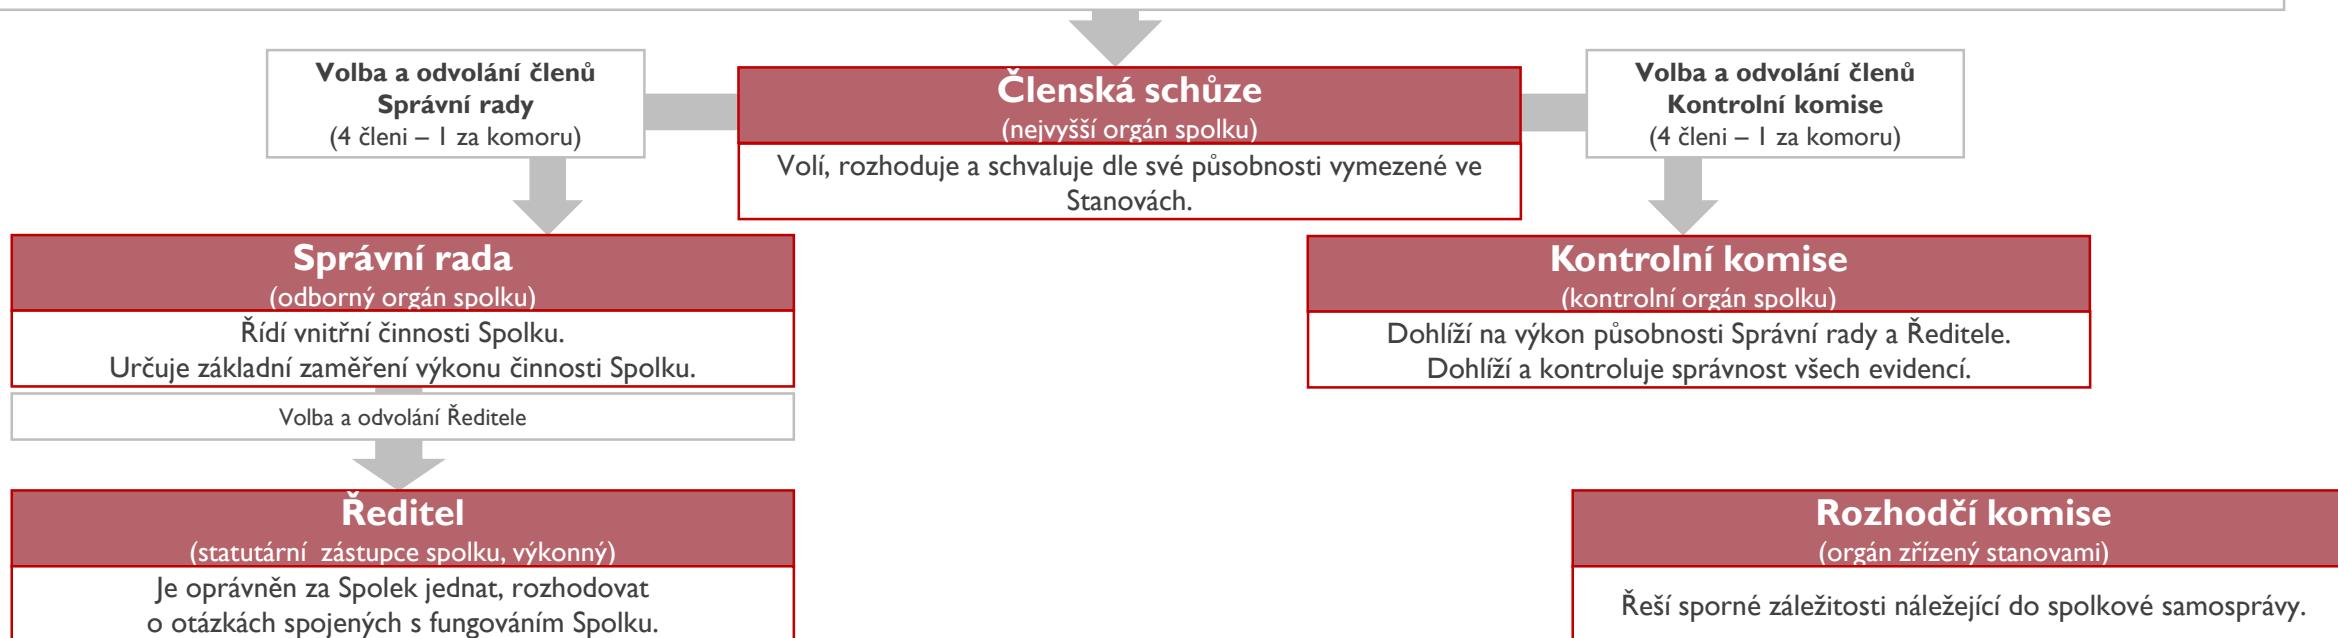 Volba a odvolání členů
Správní rady
(4 členi – 1 za komoru)
Členská schůze
(nejvyšší orgán spolku)
Volí, rozhoduje a schvaluje dle své působnosti vymezené ve
Stanovách.
Volba a odvolání členů
Kontrolní komise
(4 členi – 1 za komoru)
Správní rada
(odborný orgán spolku)
Řídí vnitřní činnosti Spolku.
Určuje základní zaměření výkonu činnosti Spolku.
Kontrolní komise
(kontrolní orgán spolku)
Dohlíží na výkon působnosti Správní rady a Ředitele.
Dohlíží a kontroluje správnost všech evidencí.
Volba a odvolání Ředitele
Ředitel
(statutární zástupce spolku, výkonný)
Je oprávněn za Spolek jednat, rozhodovat
o otázkách spojených s fungováním Spolku.
Rozhodčí komise
(orgán zřízený stanovami)
Řeší sporné záležitosti náležející do spolkové samosprávy.